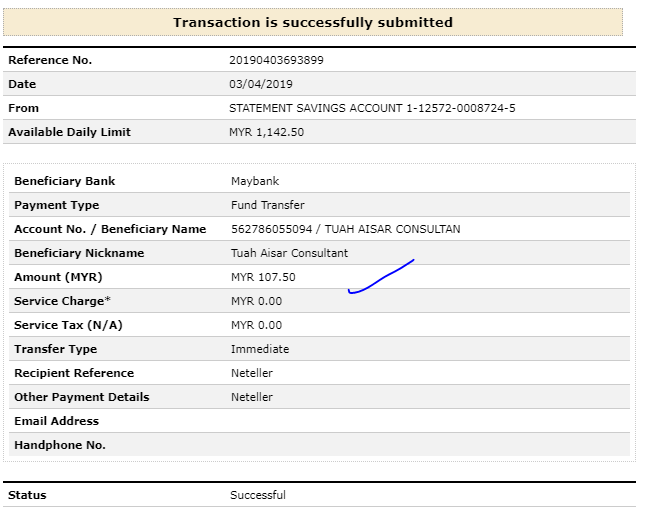 Transaction is successfully submitted
Reference No. 20190403693899
Date 03/04/2019
From STATEMENT SAVINGS ACCOUNT 1-12572-0008724-5
Available Daily Limit MYR 1,142.50
Beneficiary Bank Maybank
Payment Type Fund Transfer
Account No. / Beneficiary Name 562786055094 / TUAH AISAR CONSULTAN
Beneficiary Nickname Tuah Aisar Consultant
Amount (MYR) MYR 107.50
Service Charge* MYR 0.00
Service Tax (N/A) MYR 0.00
Transfer Type Immediate
Recipient Reference Neteller
Other Payment Details Neteller
Email Address
Handphone No.
Status Successful